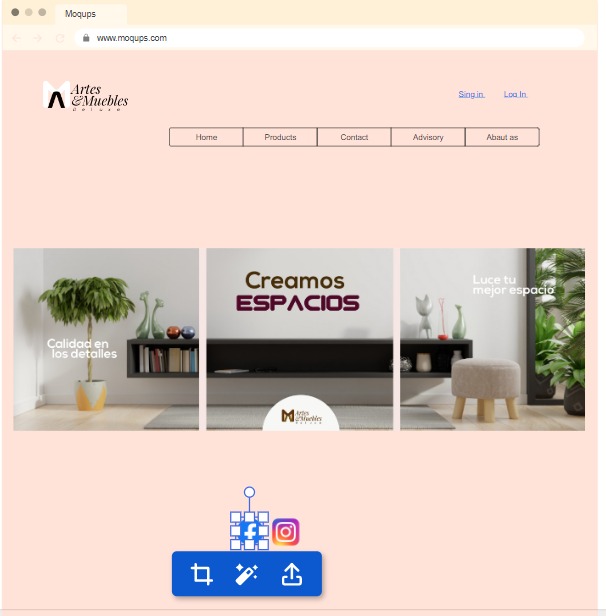 Moqups
www.moqups.com
Artes
&Muebles
Deluxe
Sing in
Log In
Home
Products
Contact
Advisory
Abaut as
Calidad en
los detalles
Creamos
ESPACIOS
Artes
&Muebles
Luce tu
mejor espacio